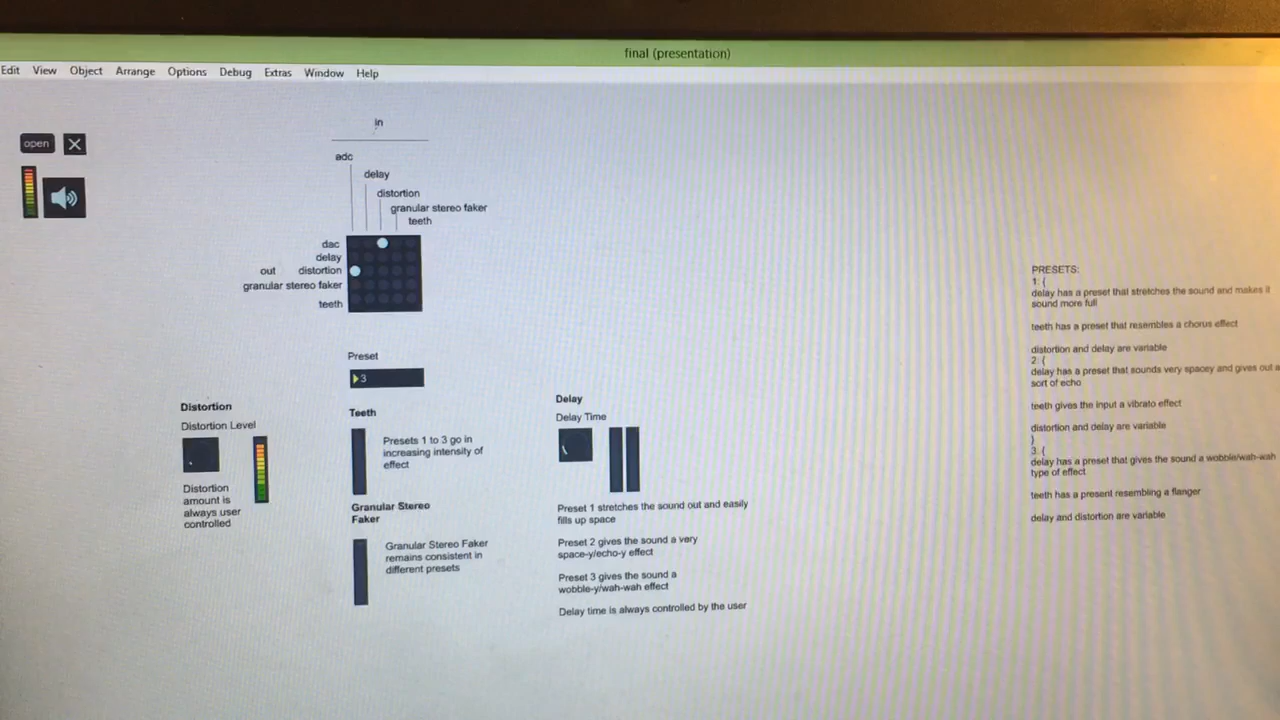 final (presentation)
Edit View Object Arrange Options Debug Extras Window Help
open
in
adc
delay
distortion
granular stereo faker
teeth
dac
delay
out distortion
granular stereo faker
teeth
Preset
3
Distortion
Distortion Level
Distortion
amount is
always user
controlled
Teeth
Presets 1 to 3 go in
increasing intensity of
effect
Granular Stereo
Faker
Granular Stereo Faker
remains consistent in
different presets
Delay
Delay Time
Preset 1 stretches the sound out and easily
fills up space
Preset 2 gives the sound a very
space-y/echo-y effect
Preset 3 gives the sound a
wobble-y/wah-wah effect
Delay time is always controlled by the user
PRESETS:
1. {
delay has a preset that stretches the sound and makes it
sound more full
teeth has a preset that resembles a chorus effect
distortion and delay are variable
2. {
delay has a preset that sounds very spacey and gives out a
sort of echo
teeth gives the input a vibrato effect
distortion and delay are variable
}
3. {
delay has a preset that gives the sound a wobble/wah-wah
type of effect
teeth has a present resembling a flanger
delay and distortion are variable